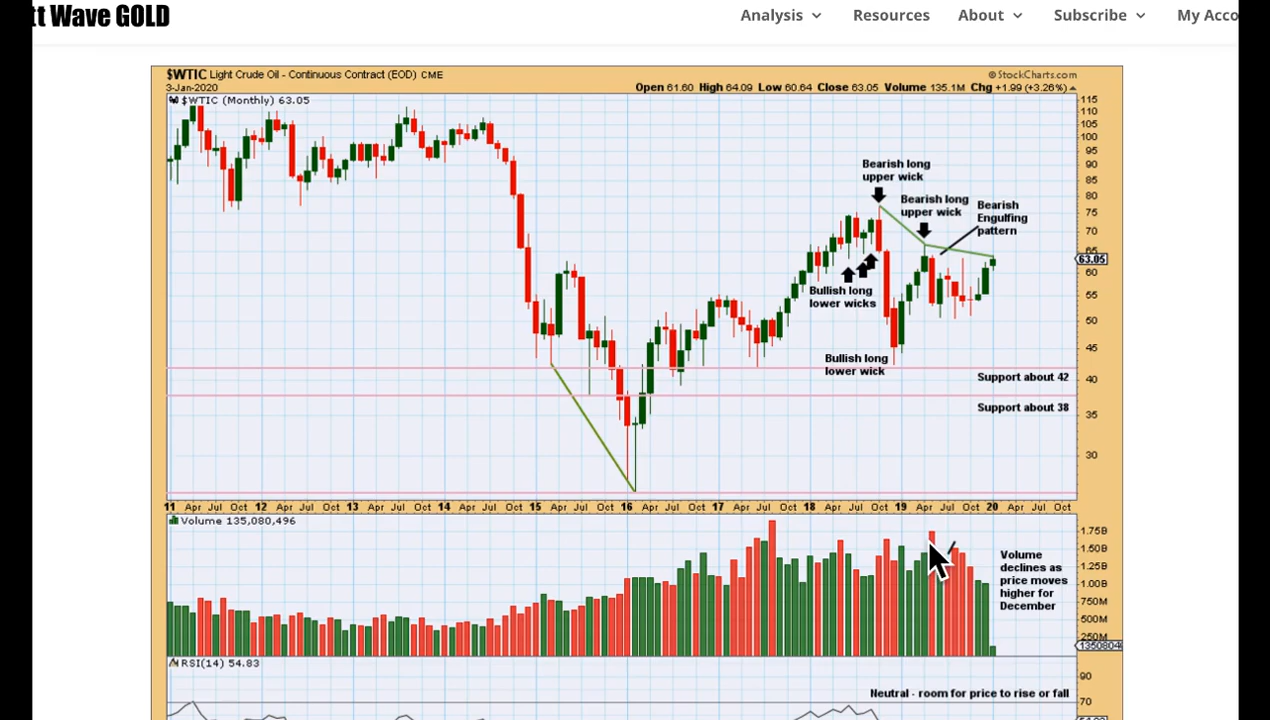 tt Wave GOLD
Analysis
Resources
About
Subscribe
My Acco
$WTIC Light Crude Oil - Continuous Contract (EOD) CME
© StockCharts.com
3-Jan-2020
Open 61.60 High 64.09 Low 60.64 Close 63.05 Volume 135.1M Chg +1.99 (+3.26%)
$WTIC (Monthly) 63.05
115
110
105
100
95
90
85
80
75
70
65
63.05
60
55
50
45
40
35
30
Bearish long
upper wick
Bearish long
upper wick
Bearish
Engulfing
pattern
Bullish long
lower wicks
Bullish long
lower wick
Support about 42
Support about 38
11 Apr Jul Oct 12 Apr Jul Oct 13 Apr Jul Oct 14 Apr Jul Oct 15 Apr Jul Oct 16 Apr Jul Oct 17 Apr Jul Oct 18 Apr Jul Oct 19 Apr Jul Oct 20 Apr Jul Oct
Volume 135,080,496
1.75B
1.50B
1.25B
1.00B
750M
500M
250M
1350804
Volume
declines as
price moves
higher for
December
RSI(14) 54.83
Neutral - room for price to rise or fall
90
70